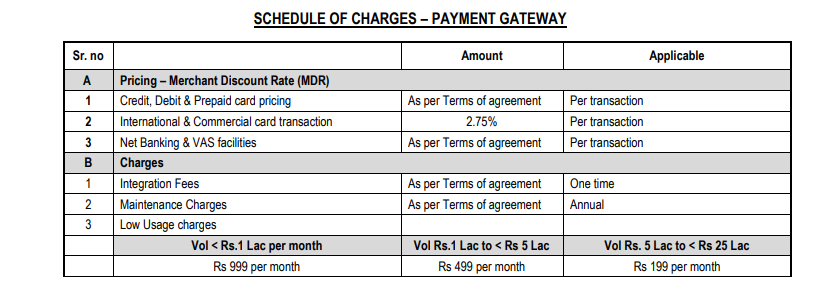 SCHEDULE OF CHARGES – PAYMENT GATEWAY
Sr. no Amount Applicable
A Pricing – Merchant Discount Rate (MDR)
1 Credit, Debit & Prepaid card pricing As per Terms of agreement Per transaction
2 International & Commercial card transaction 2.75% Per transaction
3 Net Banking & VAS facilities As per Terms of agreement Per transaction
B Charges
1 Integration Fees As per Terms of agreement One time
2 Maintenance Charges As per Terms of agreement Annual
3 Low Usage charges
Vol < Rs.1 Lac per month Vol Rs.1 Lac to < Rs 5 Lac Vol Rs. 5 Lac to < Rs 25 Lac
Rs 999 per month Rs 499 per month Rs 199 per month